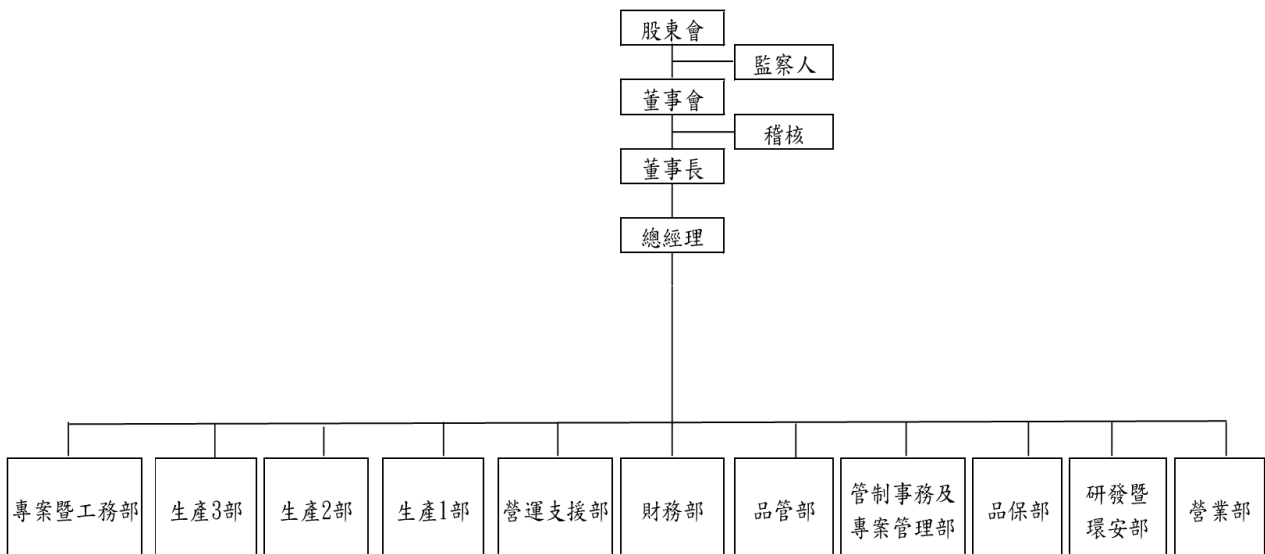 股東會
監察人
董事會
稽核
董事長
總經理
專案暨工務部
生產3部
生產2部
生產1部
營運支援部
財務部
品管部
管制事務及
專案管理部
品保部
研發暨
環安部
營業部